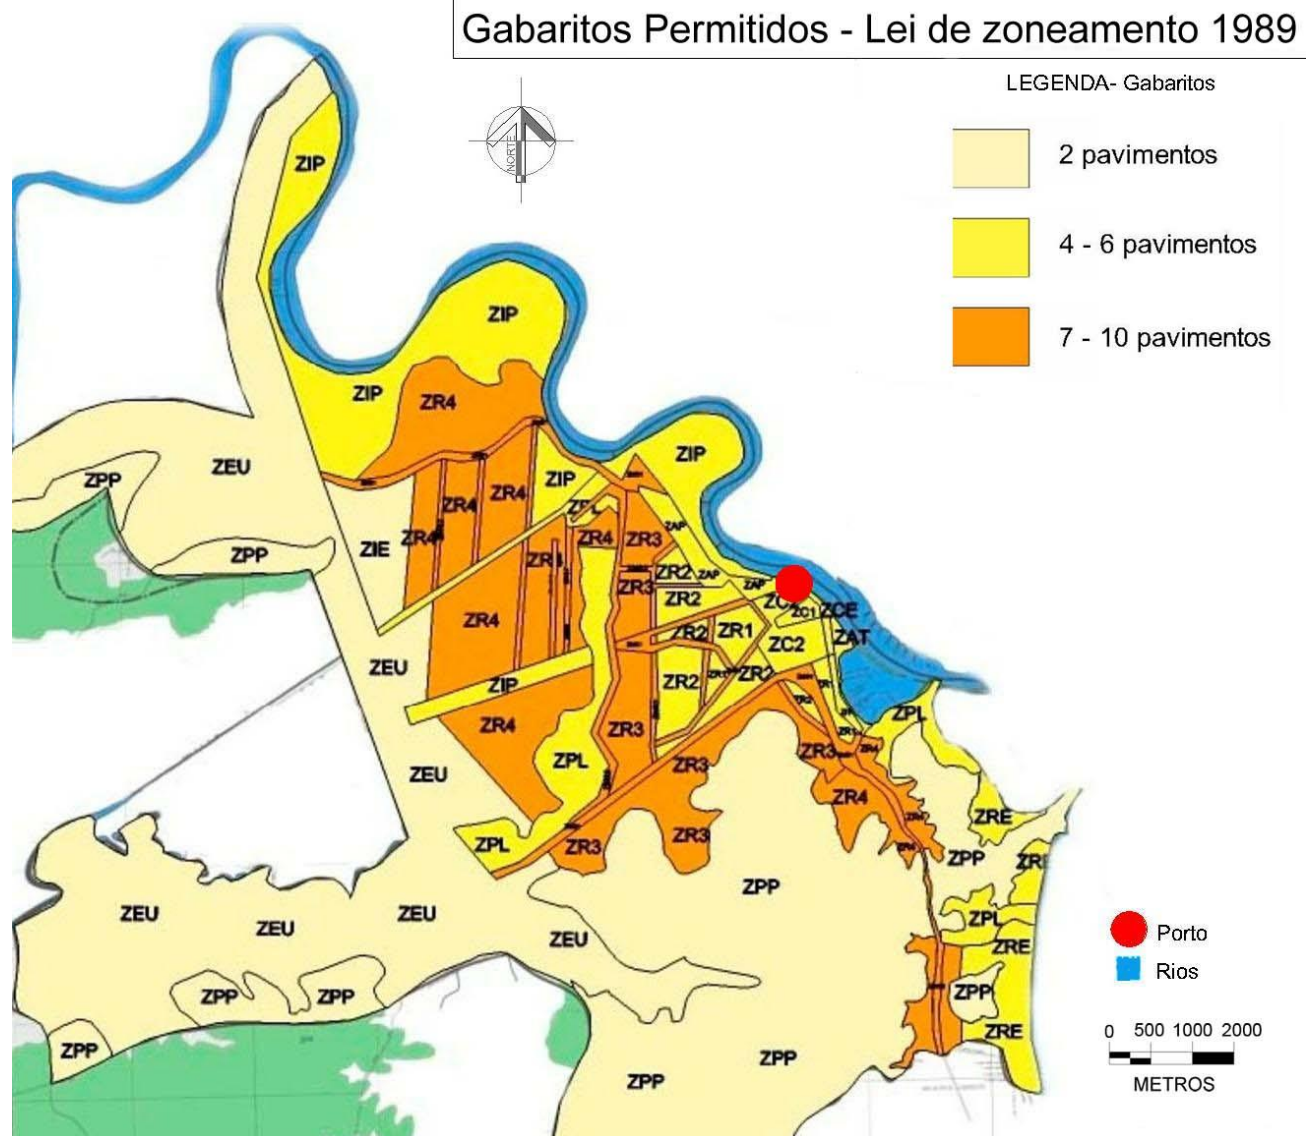 Gabaritos Permitidos - Lei de zoneamento 1989
LEGENDA- Gabaritos
2 pavimentos
4 - 6 pavimentos
7 - 10 pavimentos
NORTE
ZIP
ZIP
ZIP
ZR4
ZIP
ZEU
ZPP
ZIP
ZR4
ZR4
ZR4
ZR4
ZR3
ZAP
ZIE
ZPP
ZR2
ZAP
ZAP
ZR3
ZR2
ZC1
ZCE
ZR4
ZR2
ZR1
ZC2
ZAT
ZEU
ZIP
ZR2
ZR2
ZR4
ZR3
ZR2
ZPL
ZR1
ZR3
ZR4
ZPL
ZR3
ZEU
ZR4
ZRE
ZR3
ZPL
ZR3
ZPP
ZPP
ZEU
ZEU
ZEU
ZPL
ZEU
ZRE
ZPP
ZPP
ZPP
ZRE
ZPP
ZPP
ZPP
Porto
Rios
0 500 1000 2000
METROS